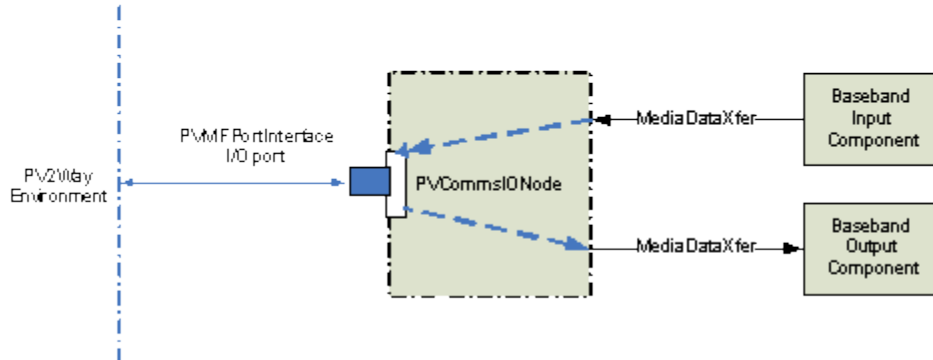 PV2Way
Environment
PVMFPortInterface
I/O port
PVCommsIONode
MediaDataXfer
MediaDataXfer
Baseband
Input
Component
Baseband
Output
Component